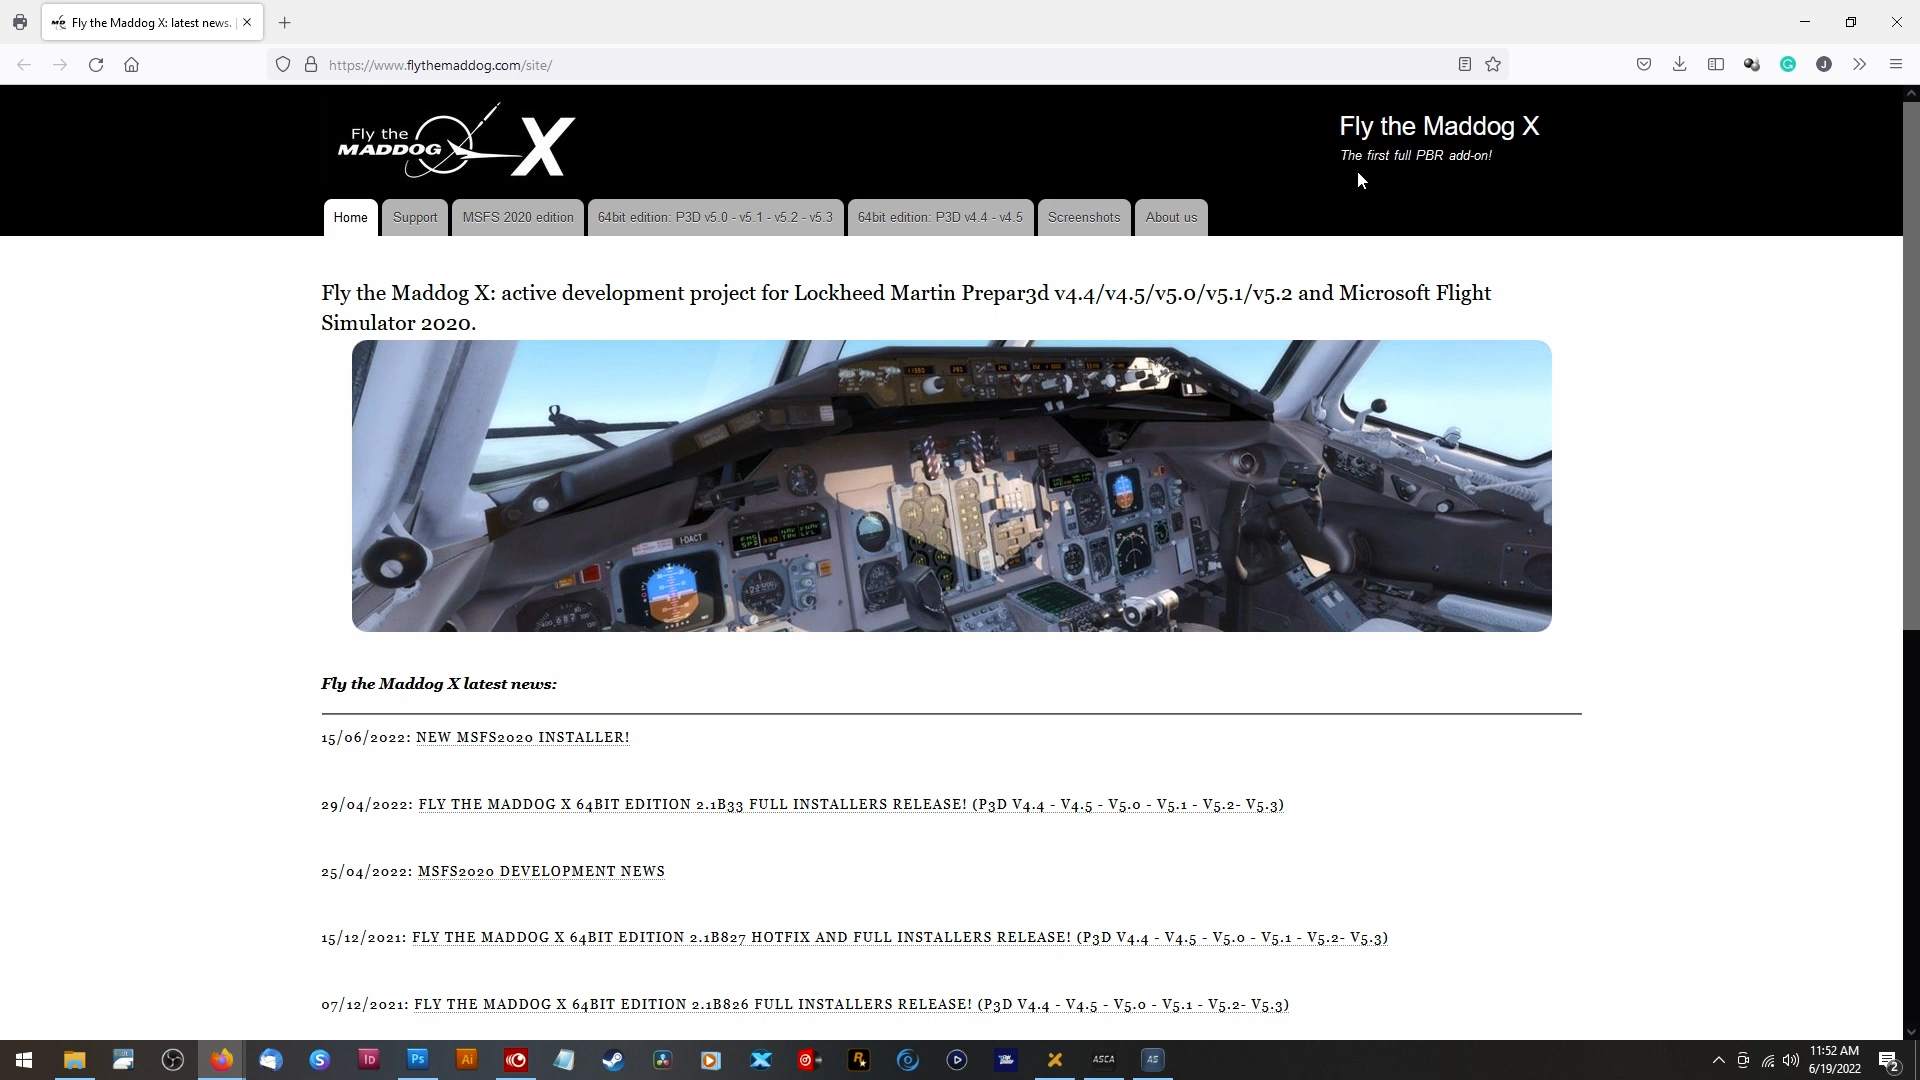 Fly the Maddog X: latest news.
https://www.flythemaddog.com/site/
Fly the
MADDOG X
Fly the Maddog X
The first full PBR add-on!
Home
Support
MSFS 2020 edition
64bit edition: P3D v5.0 - v5.1 - v5.2 - v5.3
64bit edition: P3D v4.4 - v4.5
Screenshots
About us
Fly the Maddog X: active development project for Lockheed Martin Prepar3d v4.4/v4.5/v5.0/v5.1/v5.2 and Microsoft Flight
Simulator 2020.
Fly the Maddog X latest news:
15/06/2022: NEW MSFS2020 INSTALLER!
29/04/2022: FLY THE MADDOG X 64BIT EDITION 2.1B33 FULL INSTALLERS RELEASE! (P3D V4.4 - V4.5 - V5.0 - V5.1 - V5.2- V5.3)
25/04/2022: MSFS2020 DEVELOPMENT NEWS
15/12/2021: FLY THE MADDOG X 64BIT EDITION 2.1B827 HOTFIX AND FULL INSTALLERS RELEASE! (P3D V4.4 - V4.5 - V5.0 - V5.1 - V5.2- V5.3)
07/12/2021: FLY THE MADDOG X 64BIT EDITION 2.1B826 FULL INSTALLERS RELEASE! (P3D V4.4 - V4.5 - V5.0 - V5.1 - V5.2- V5.3)
Id
Ps
Ai
ASCA
AS
11:52 AM
6/19/2022
2